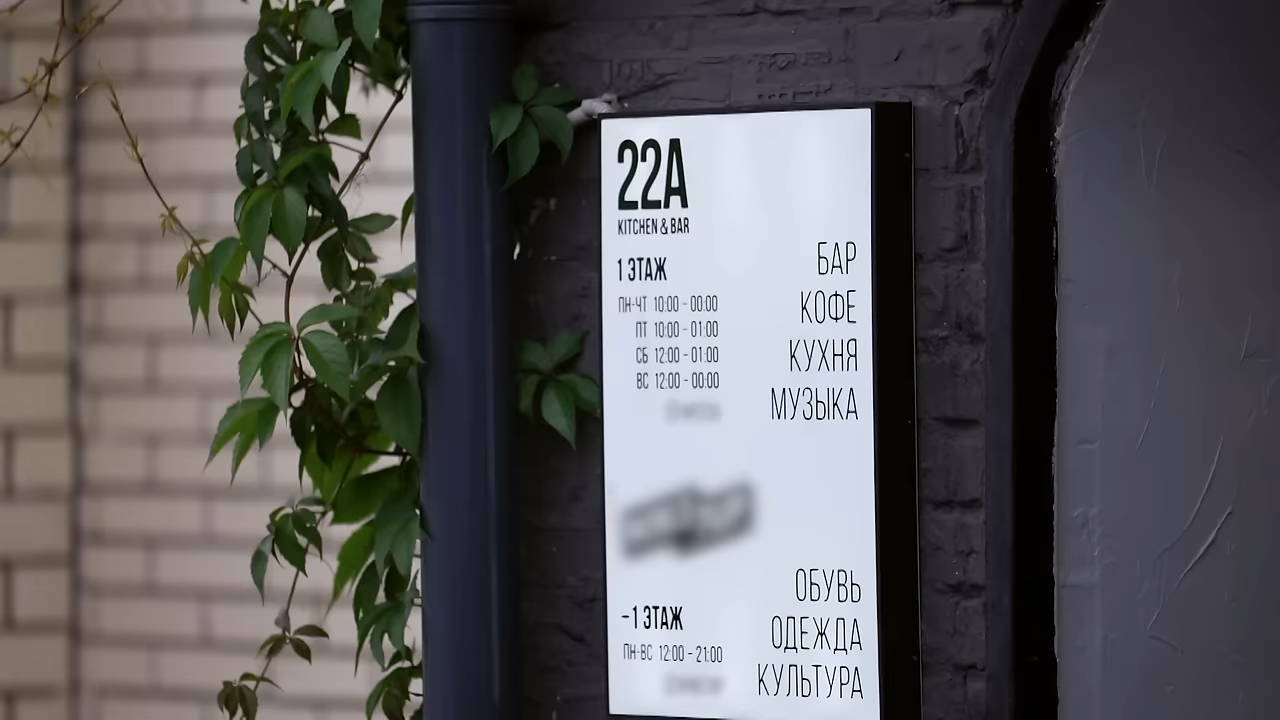 22А
KITCHEN & BAR
1 ЭТАЖ
ПН-ЧТ 10:00 - 00:00
ПТ 10:00 - 01:00
СБ 12:00 - 01:00
ВС 12:00 - 00:00
БАР
КОФЕ
КУХНЯ
МУЗЫКА
-1 ЭТАЖ
ПН-ВС 12:00 - 21:00
ОБУВЬ
ОДЕЖДА
КУЛЬТУРА